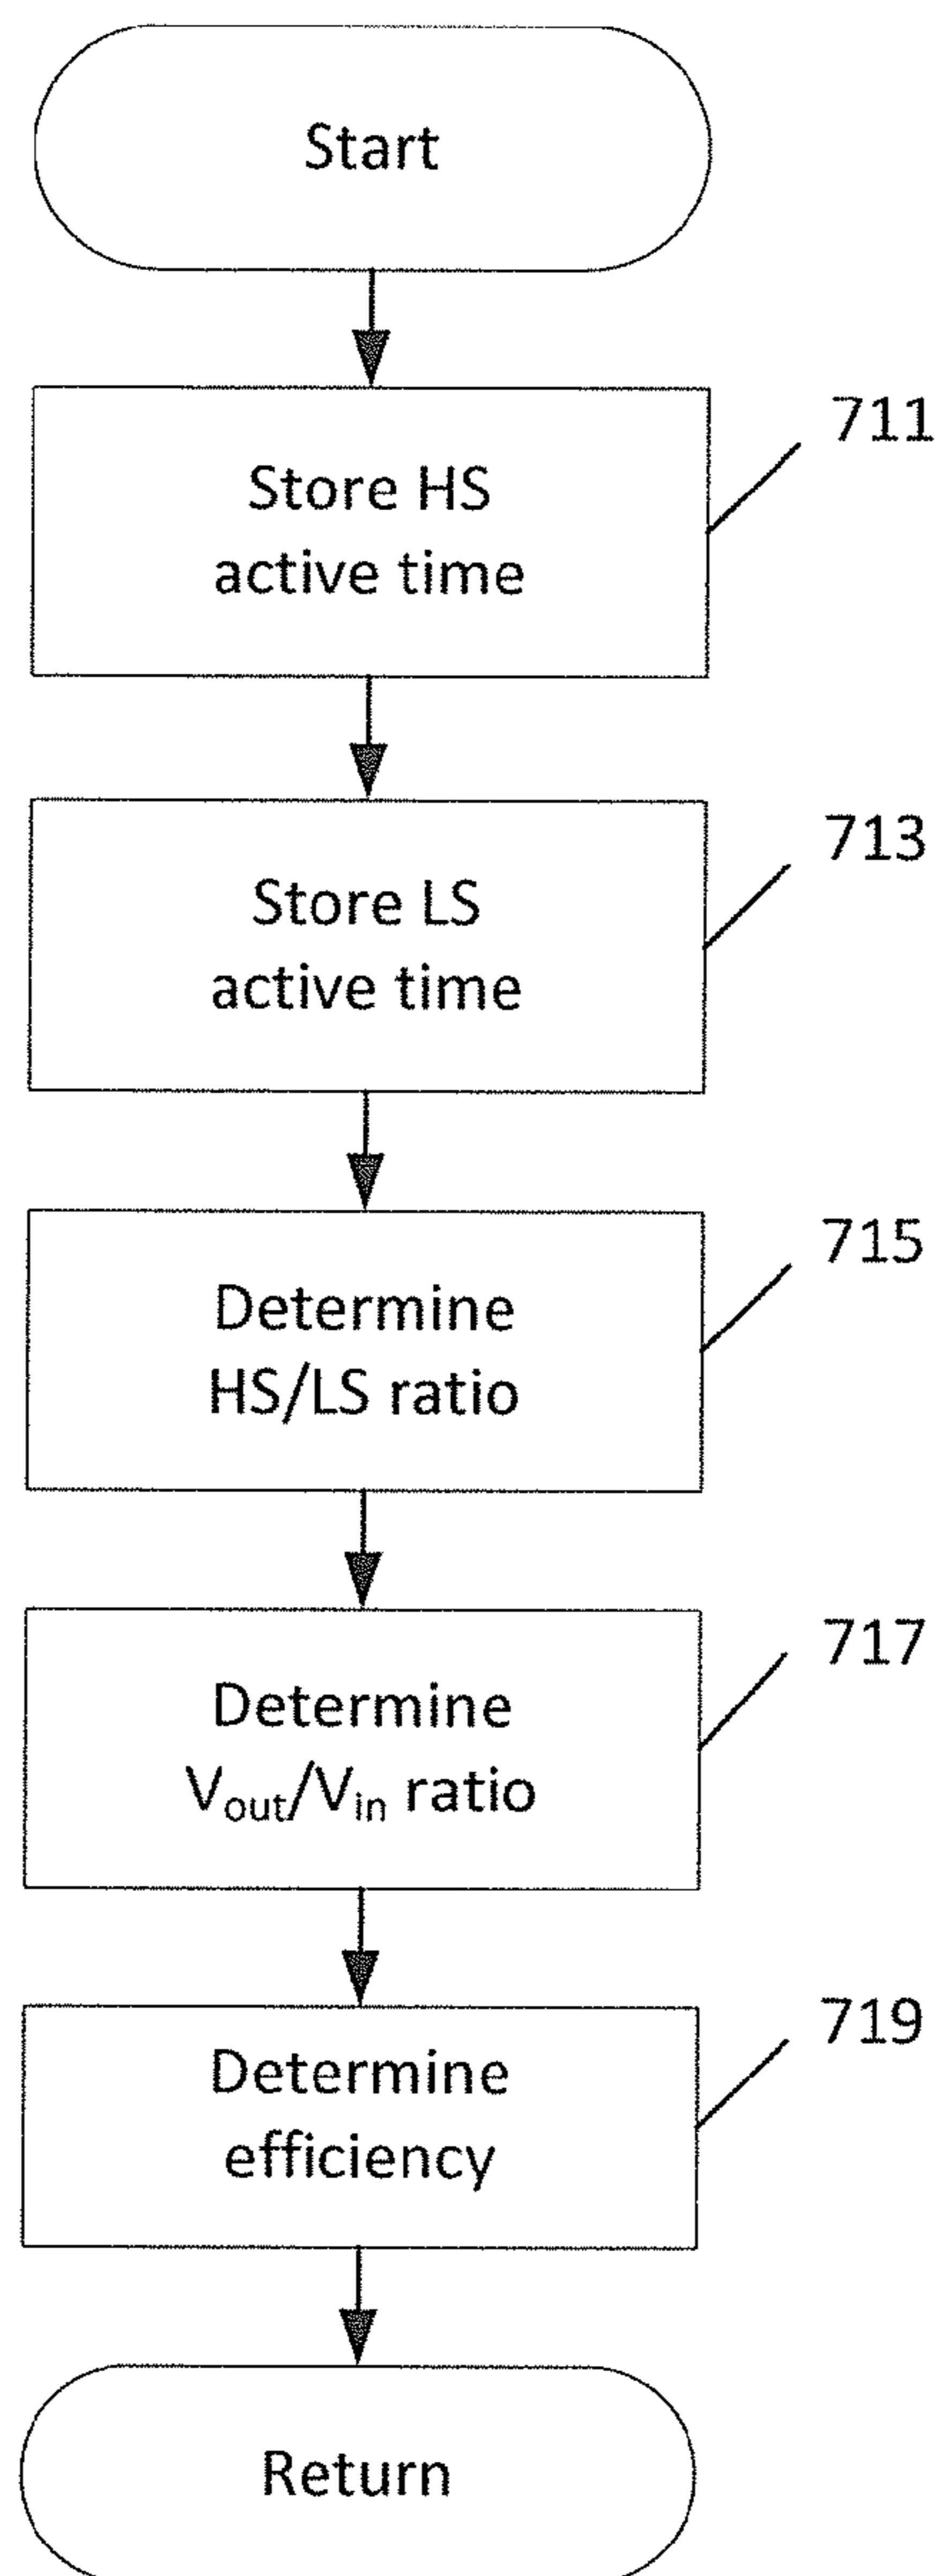 Start
711
Store HS
active time
713
Store LS
active time
715
Determine
HS/LS ratio
717
Determine
Vout/Vin ratio
719
Determine
efficiency
Return